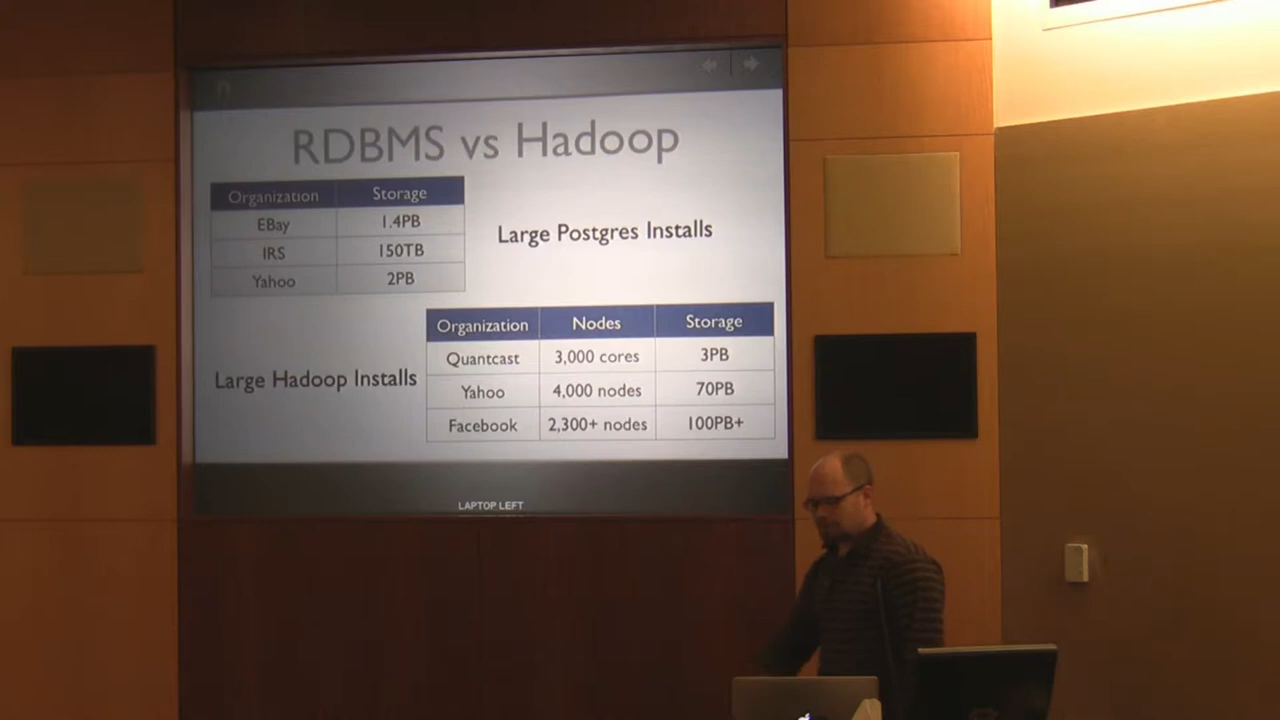 RDBMS vs Hadoop
Organization Storage
EBay 1.4PB
IRS 150TB
Yahoo 2PB
Large Postgres Installs
Large Hadoop Installs
Organization Nodes Storage
Quantcast 3,000 cores 3PB
Yahoo 4,000 nodes 70PB
Facebook 2,300+ nodes 100PB+
LAPTOP LEFT